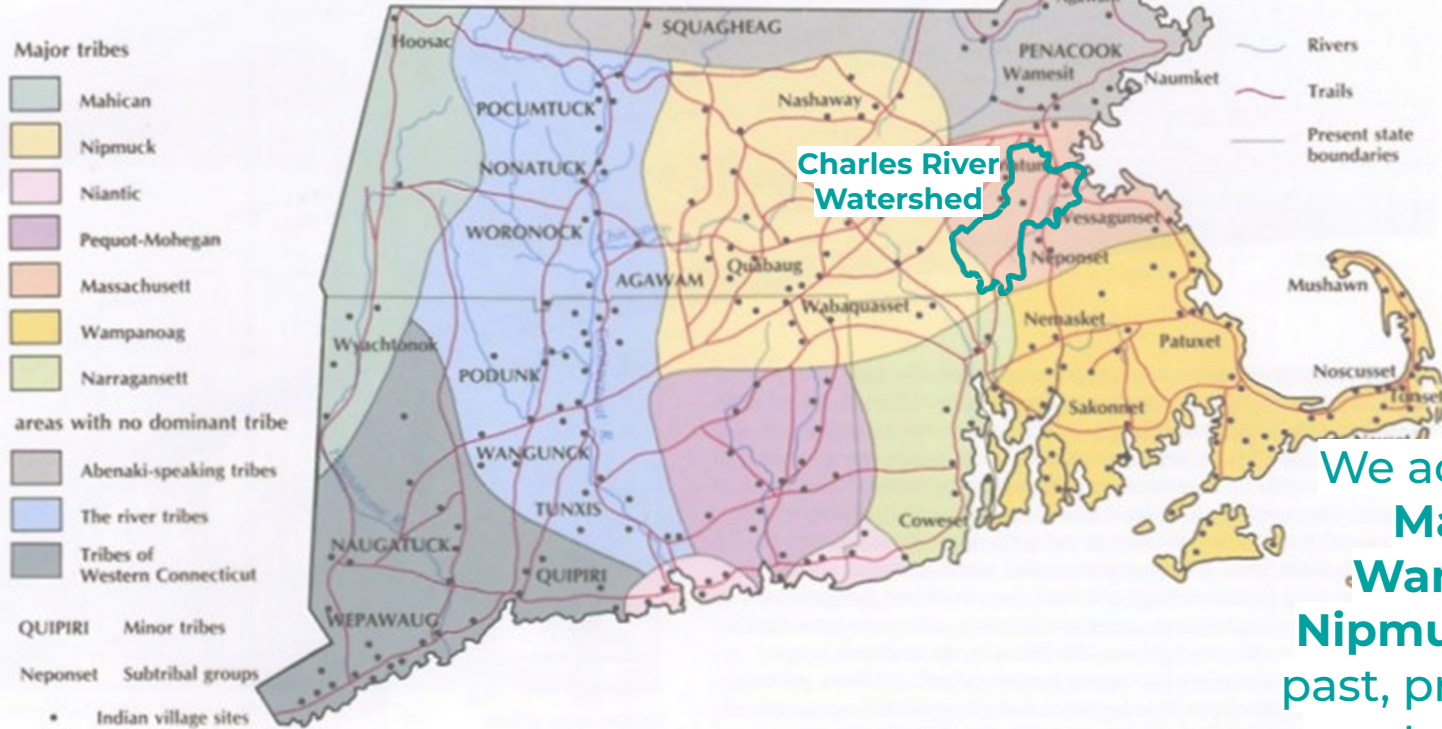 Major tribes
Mahican
Nipmuck
Niantic
Pequot-Mohegan
Massachusett
Wampanoag
Narragansett
areas with no dominant tribe
Abenaki-speaking tribes
The river tribes
Tribes of
Western Connecticut
QUIPIRI Minor tribes
Neponset Subtribal groups
Indian village sites
Hoosac
SQUAGHEAG
PENACOOK
Wamesit
Naumket
Rivers
Trails
Present state
boundaries
POCUMTUCK
Nashaway
NONATUCK
Charles River
Watershed
WORONOCK
Wessagunset
AGAWAM
Quabaug
Neponset
Mushawn
Wabaquasset
Nemasket
Wyachtonok
Patuxet
PODUNK
Noscusset
Sakonnet
WANGUNCK
TUNXIS
Coweset
NAUGATUCK
QUIPIRI
WEPAWAUG
We ac
Ma
Wam
Nipmu
past, pr